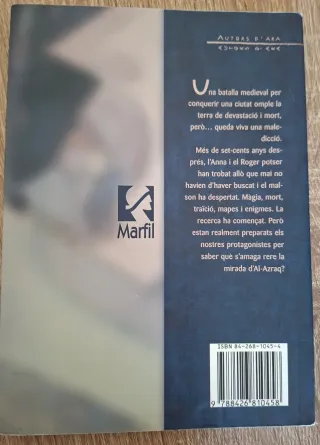 AUTORS D'ARA
Una batalla medieval per
conquerir una ciutat omple la
terra de devastació i mort,
però... queda viva una male-
dicció.
Més de set-cents anys des-
prés, l'Anna i el Roger potser
han trobat allò que mai no
havien d'haver buscat i el mal-
son ha despertat. Màgia, mort,
traïció, mapes i enigmes. La
recerca ha començat. Però
estan realment preparats els
nostres protagonistes per
saber què s'amaga rere la
mirada d'Al-Azraq?
Marfil
ISBN 84-268-1045-4
9 788426 810458